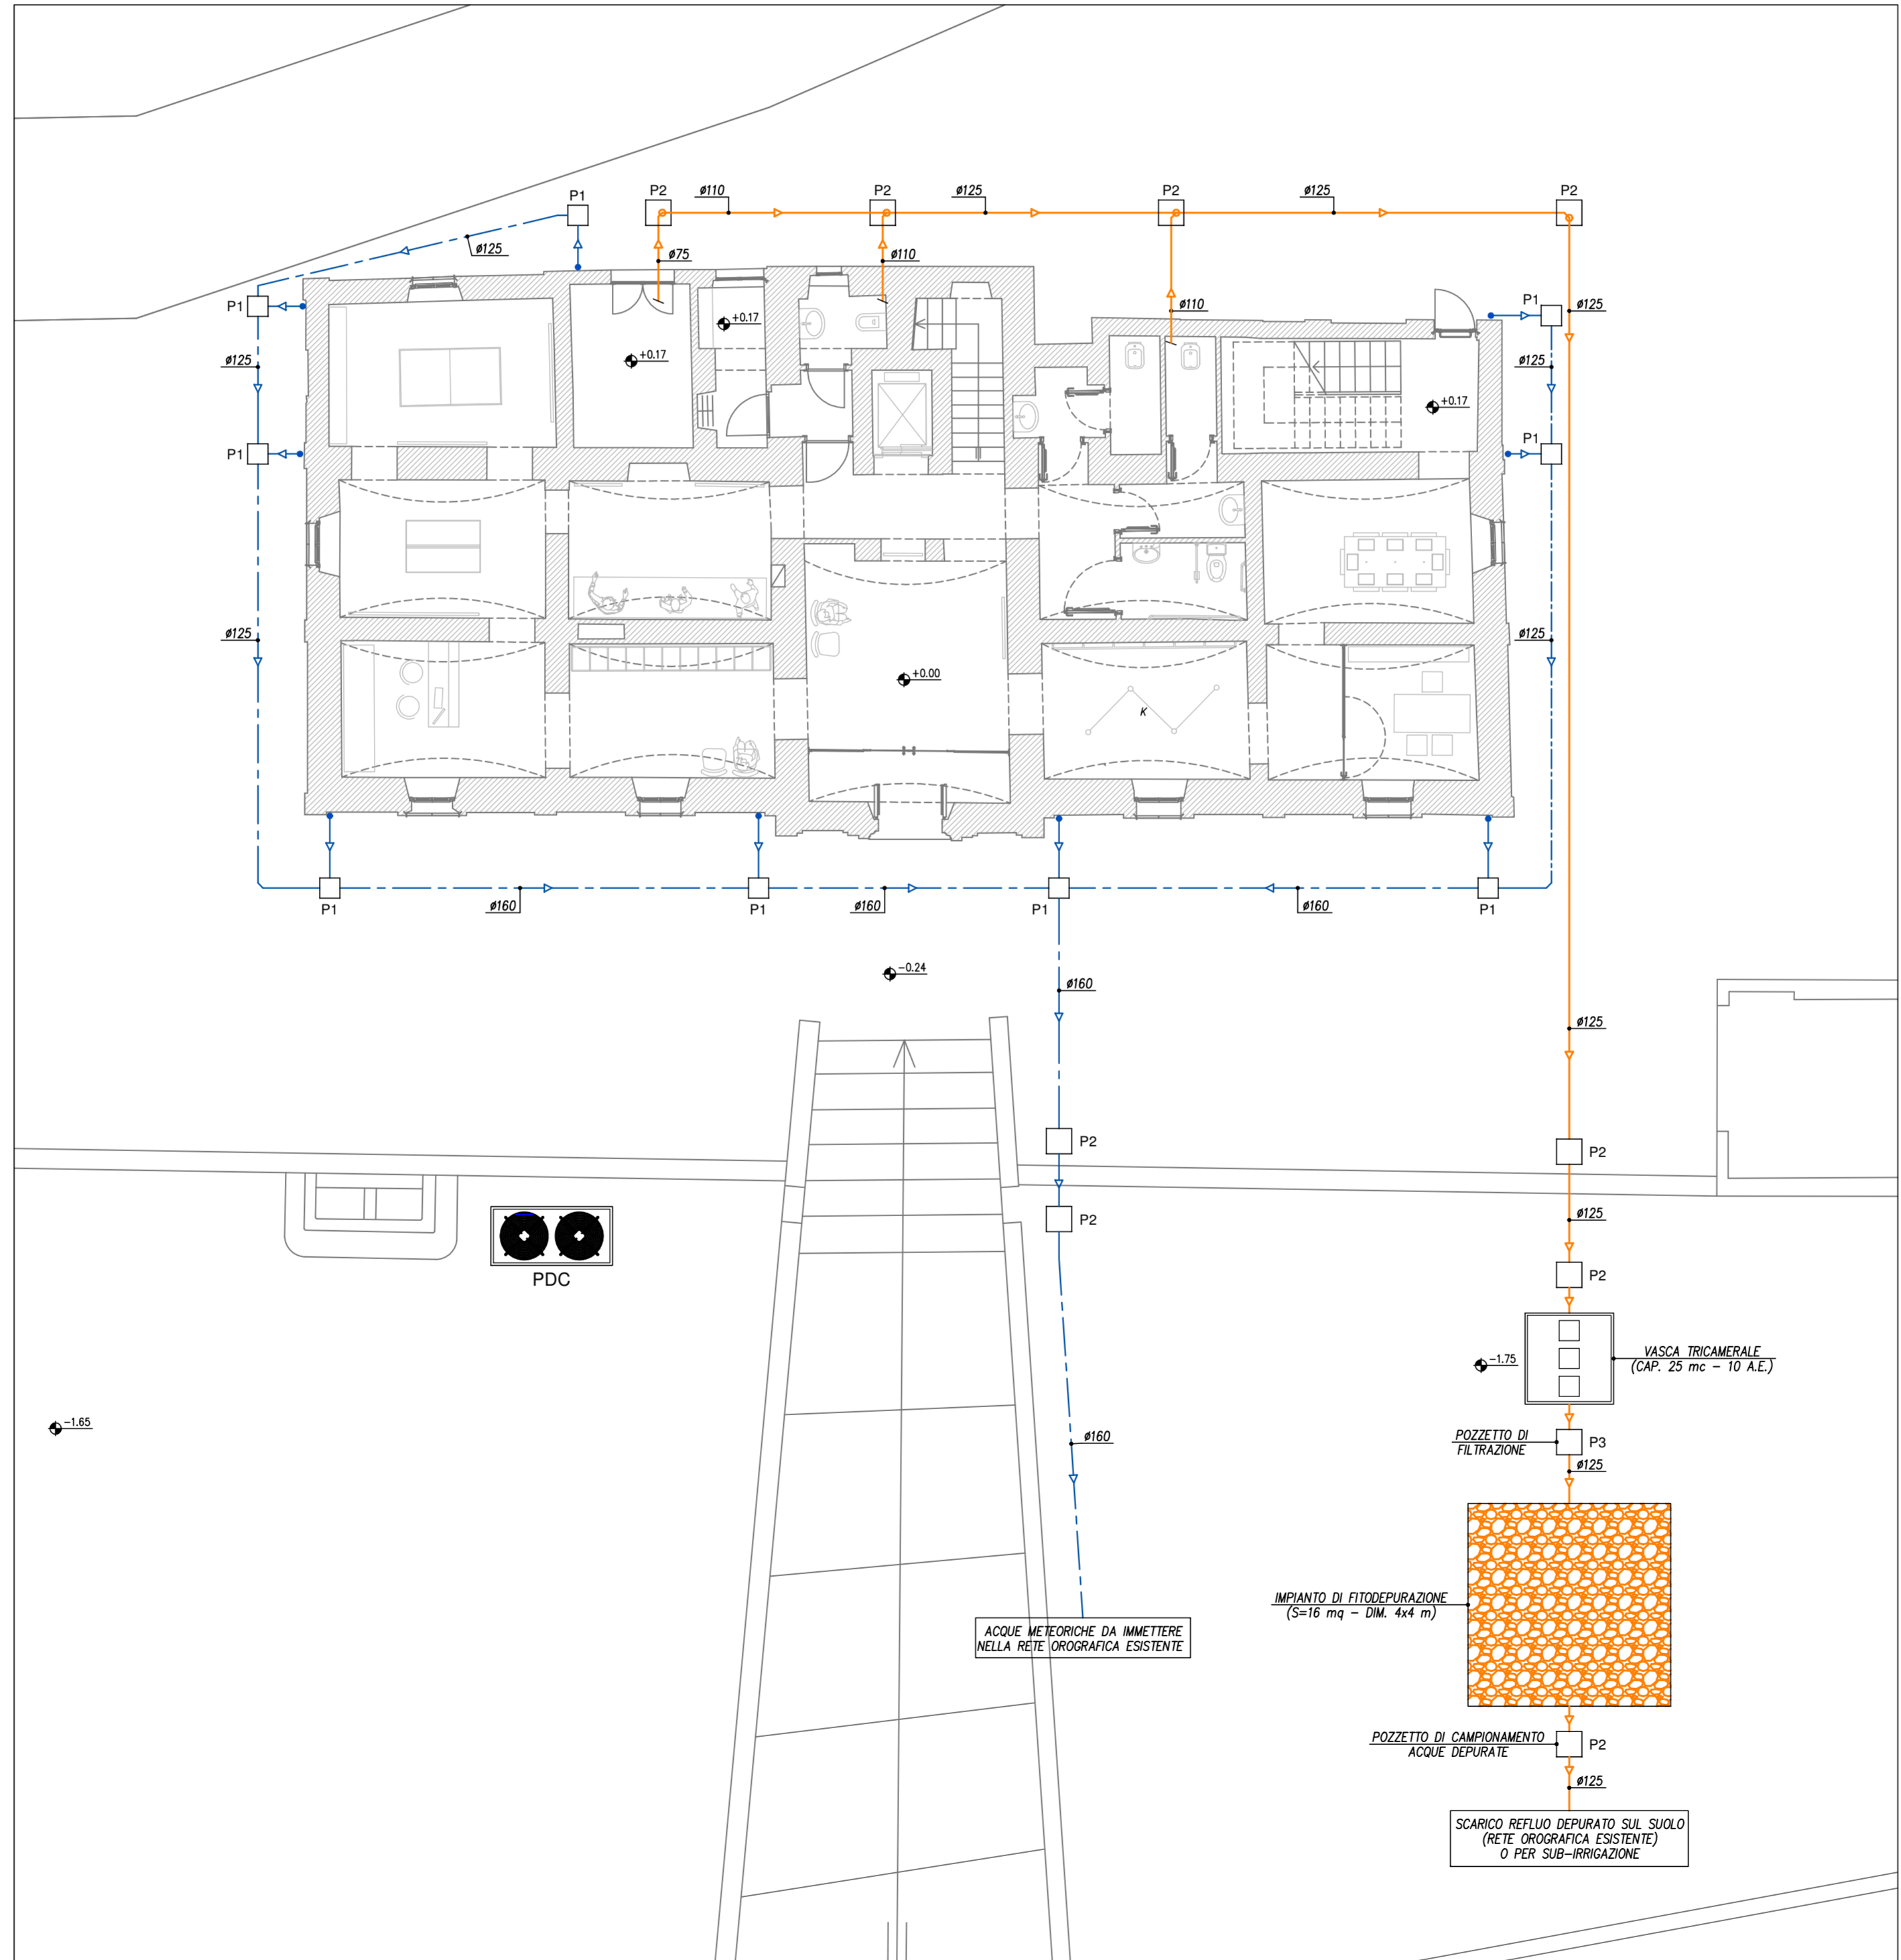 P1
P2
ø110
P2
ø125
P2
ø125
P2
ø125
ø75
ø110
ø110
P1
P1
ø125
+0.17
+0.17
ø125
ø125
+0.17
P1
P1
ø125
ø125
+0.00
K
P1
ø160
P1
ø160
P1
ø160
P1
-0.24
ø160
ø125
P2
P2
P2
ø125
PDC
P2
-1.75
VASCA TRICAMERALE
(CAP. 25 mc - 10 A.E.)
-1.65
ø160
POZZETTO DI
FILTRAZIONE
P3
ø125
IMPIANTO DI FITODEPURAZIONE
(S=16 mq - DIM. 4x4 m)
ACQUE METEORICHE DA IMMETTERE
NELLA RETE OROGRAFICA ESISTENTE
POZZETTO DI CAMPIONAMENTO
ACQUE DEPURATE
P2
ø125
SCARICO REFLUO DEPURATO SUL SUOLO
(RETE OROGRAFICA ESISTENTE)
O PER SUB-IRRIGAZIONE